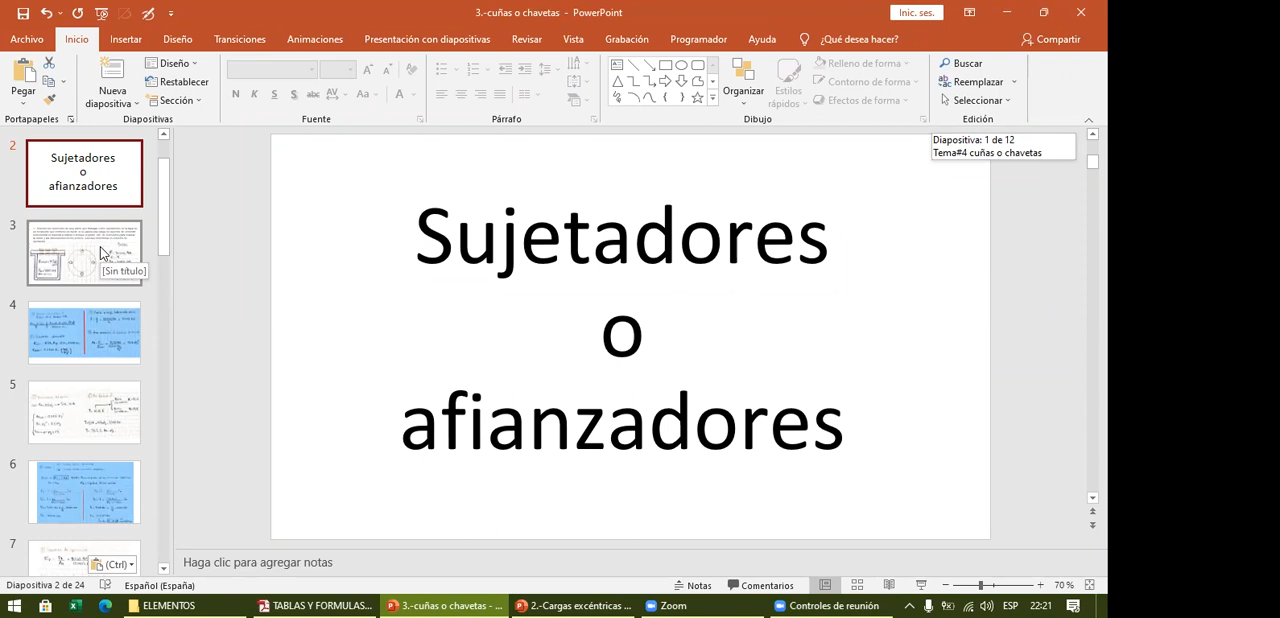 3.-cuñas o chavetas - PowerPoint
Inic. ses.
Archivo Inicio Insertar Diseño Transiciones Animaciones Presentación con diapositivas Revisar Vista Grabación Programador Ayuda ¿Qué desea hacer? Compartir
Pegar
Nueva diapositiva
Diseño
Restablecer
Sección
N K S S abc AV Aa A
Organizar
Estilos rápidos
Relleno de forma
Contorno de forma
Efectos de forma
Buscar
Reemplazar
Seleccionar
Portapapeles Diapositivas Fuente Párrafo Dibujo Edición
Diapositiva: 1 de 12
Tema#4 cuñas o chavetas
2
Sujetadores
o
afianzadores
3
[Sin título]
4
5
6
7
(Ctrl)
Sujetadores
o
afianzadores
Haga clic para agregar notas
Diapositiva 2 de 24 Español (España) Notas Comentarios 70 %
ELEMENTOS TABLAS Y FORMULAS... 3.-cuñas o chavetas - ... 2.-Cargas excéntricas ... Zoom Controles de reunión ESP 22:21